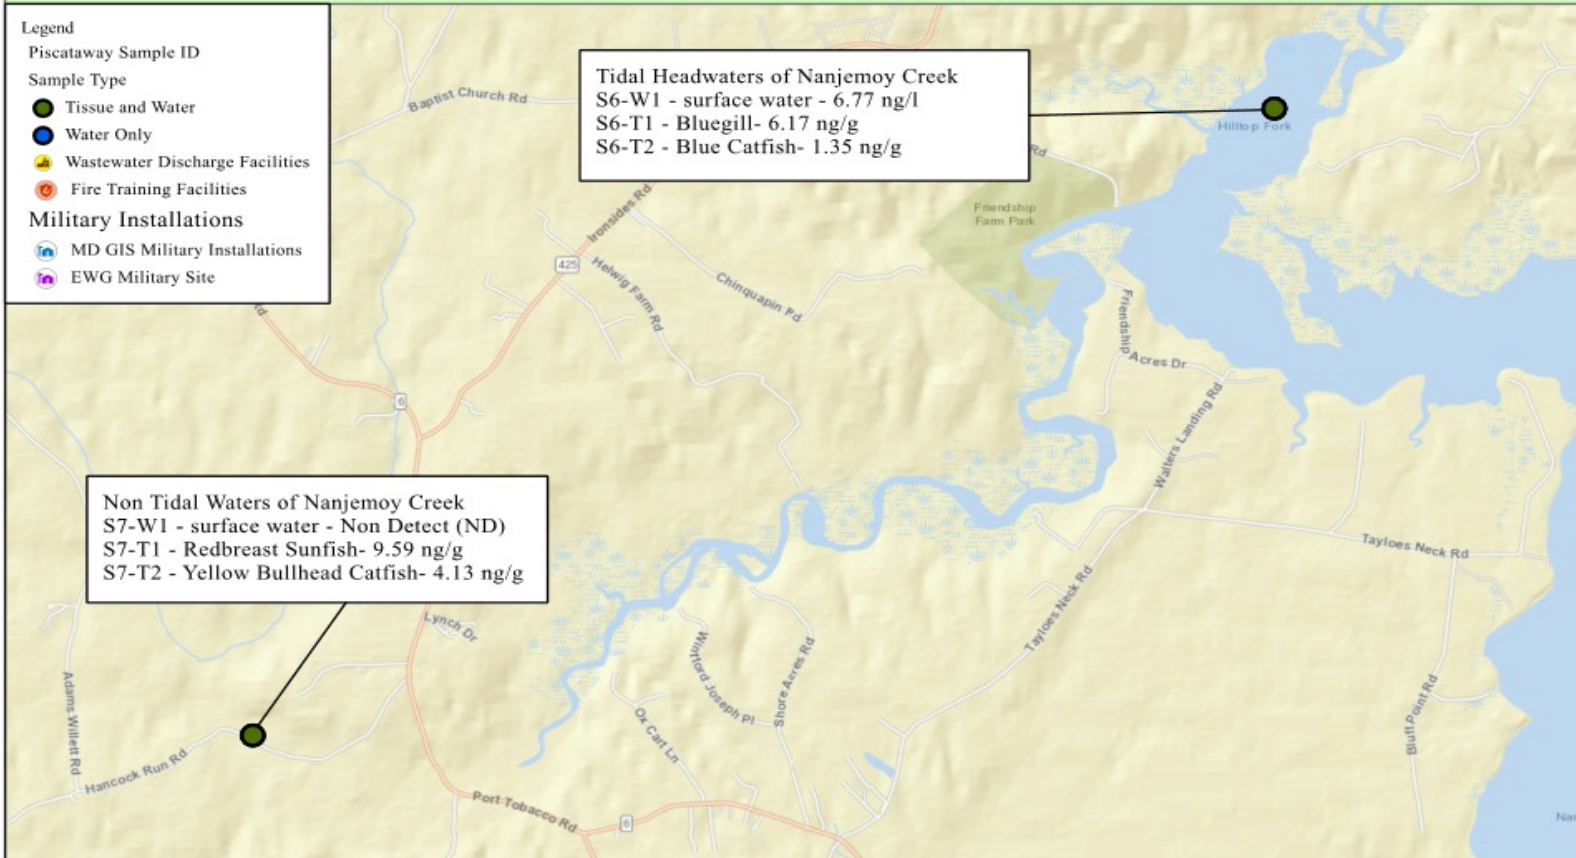 Legend
Piscataway Sample ID
Sample Type
Tissue and Water
Water Only
Wastewater Discharge Facilities
Fire Training Facilities
Military Installations
MD GIS Military Installations
EWG Military Site
Tidal Headwaters of Nanjemoy Creek
S6-W1 - surface water - 6.77 ng/l
S6-T1 - Bluegill- 6.17 ng/g
S6-T2 - Blue Catfish- 1.35 ng/g
Baptist Church Rd
Hilltop Fork
Rd
Friendship
Farm Park
Ironsides Rd
425
Helwig Farm Rd
Chinquapin Rd
Rd
Friendship Acres Dr
6
Walters Landing Rd
Non Tidal Waters of Nanjemoy Creek
S7-W1 - surface water - Non Detect (ND)
S7-T1 - Redbreast Sunfish- 9.59 ng/g
S7-T2 - Yellow Bullhead Catfish- 4.13 ng/g
Tayloes Neck Rd
Tayloes Neck Rd
Lynch Dr
Adams Willett Rd
Hancock Run Rd
Winford Joseph Pl
Shore Acres Rd
Ox Cart Ln
Bluff Point Rd
Port Tobacco Rd
6
Nan